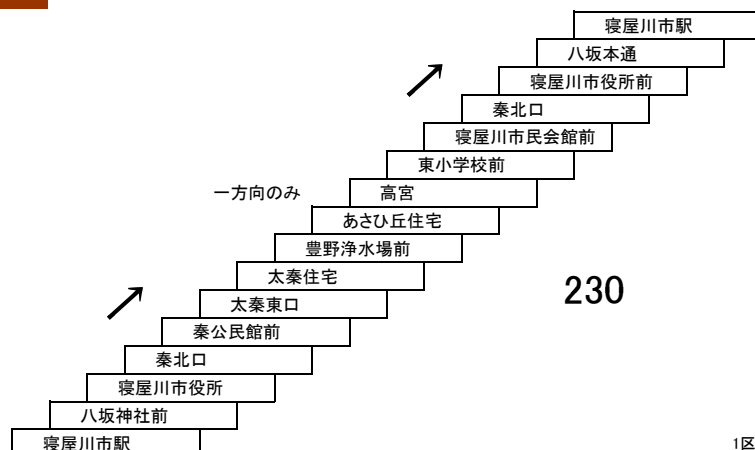 寝屋川市駅
八坂本通
寝屋川市役所前
秦北口
寝屋川市民会館前
東小学校前
一方向のみ
高宮
あさひ丘住宅
豊野浄水場前
太秦住宅
230
太秦東口
秦公民館前
秦北口
寝屋川市役所
八坂神社前
寝屋川市駅
1区